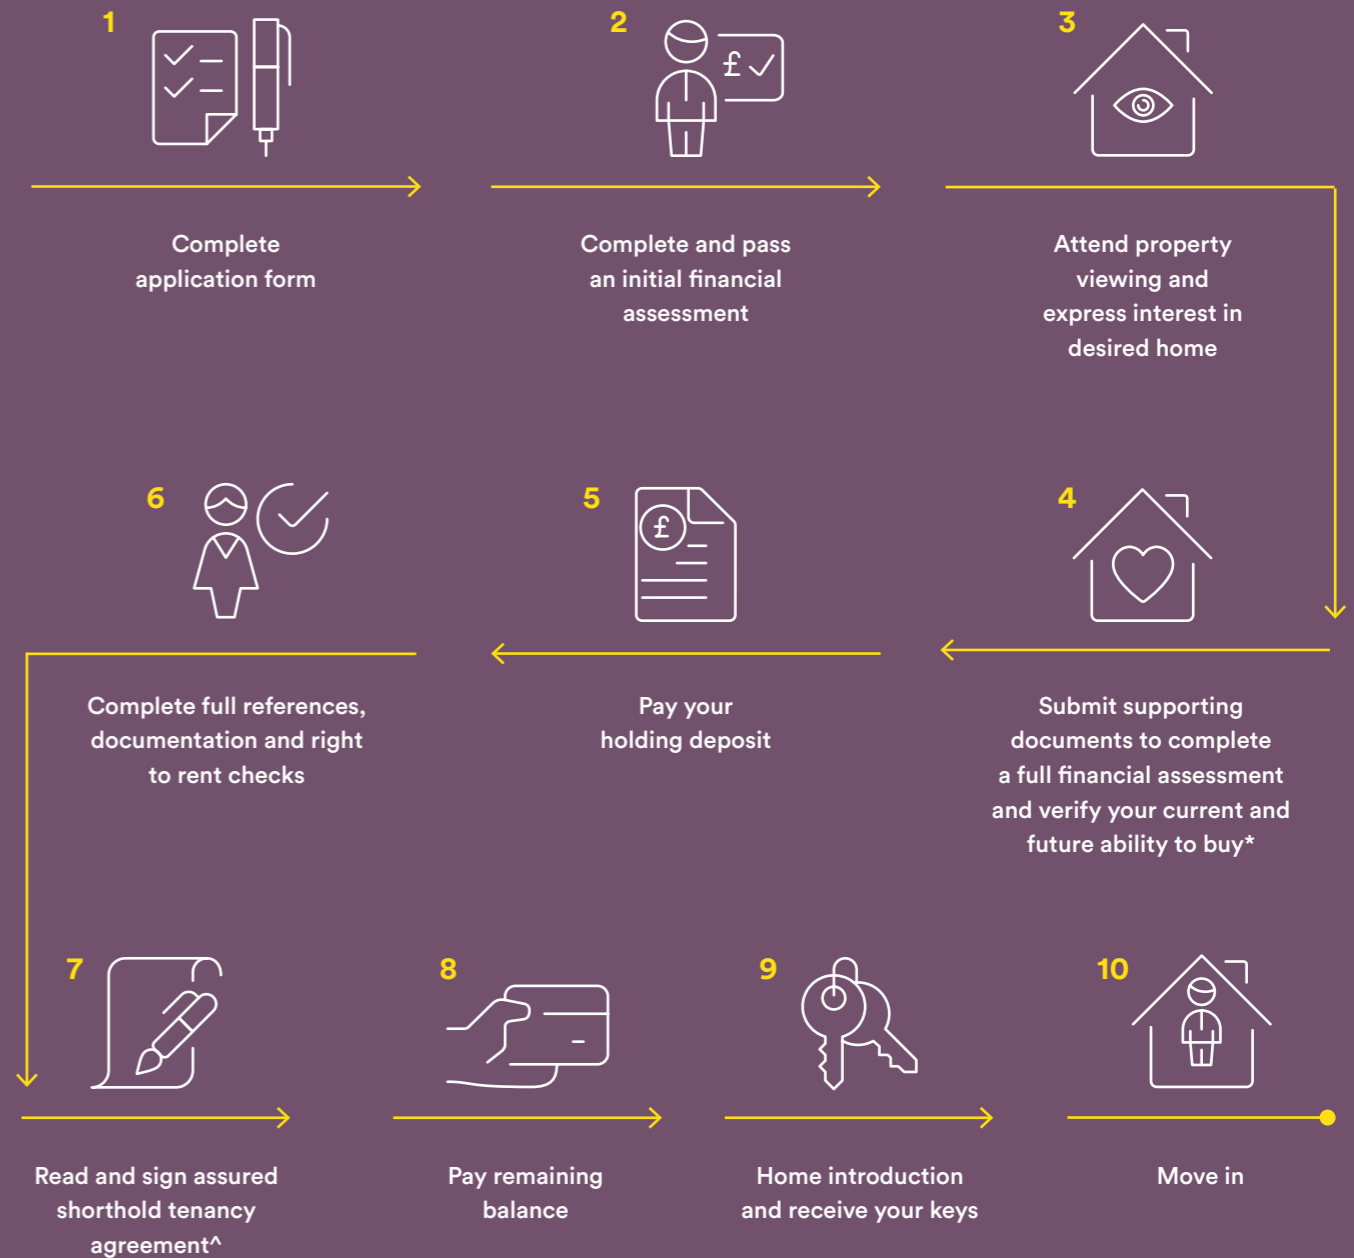 1
Complete
application form
2
£
Complete and pass
an initial financial
assessment
3
Attend property
viewing and
express interest in
desired home
4
Submit supporting
documents to complete
a full financial assessment
and verify your current and
future ability to buy*
5
£
Pay your
holding deposit
6
Complete full references,
documentation and right
to rent checks
7
Read and sign assured
shorthold tenancy
agreement^
8
Pay remaining
balance
9
Home introduction
and receive your keys
10
Move in